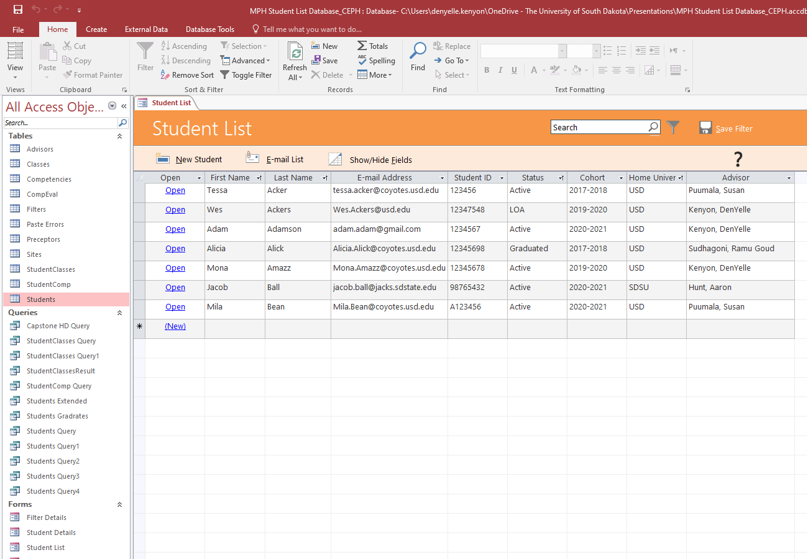 MPH Student List Database_CEPH : Database- C:\Users\denyelle.kenyon\OneDrive - The University of South Dakota\Presentations\MPH Student List Database_CEPH.accdb
File Home Create External Data Database Tools Tell me what you want to do...
View
Views
Paste
Cut
Copy
Format Painter
Clipboard
Filter
Ascending
Descending
Remove Sort
Selection
Advanced
Toggle Filter
Sort & Filter
Refresh
All
New
Save
Delete
Totals
Spelling
More
Records
Find
Replace
Go To
Select
Find
B I U A
Text Formatting
All Access Obje... «
Search...
Tables
Advisors
Classes
Competencies
CompEval
Filters
Paste Errors
Preceptors
Sites
StudentClasses
StudentComp
Students
Queries
Capstone HD Query
StudentClasses Query
StudentClasses Query1
StudentClassesResult
StudentComp Query
Students Extended
Students Gradrates
Students Query
Students Query1
Students Query2
Students Query3
Students Query4
Forms
Filter Details
Student Details
Student List
Student List
Student List
Search
Save Filter
New Student E-mail List Show/Hide Fields ?
Open First Name Last Name E-mail Address Student ID Status Cohort Home Univer Advisor
Open Tessa Acker tessa.acker@coyotes.usd.edu 123456 Active 2017-2018 USD Puumala, Susan
Open Wes Ackers Wes.Ackers@usd.edu 12347548 LOA 2019-2020 USD Kenyon, DenYelle
Open Adam Adamson adam.adam@gmail.com 1234567 Active 2020-2021 USD Kenyon, DenYelle
Open Alicia Alick Alicia.Alick@coyotes.usd.edu 12345698 Graduated 2017-2018 USD Sudhagoni, Ramu Goud
Open Mona Amazz Mona.Amazz@coyotes.usd.edu 12345678 Active 2019-2020 USD Kenyon, DenYelle
Open Jacob Ball jacob.ball@jacks.sdstate.edu 98765432 Active 2020-2021 SDSU Hunt, Aaron
Open Mila Bean Mila.Bean@coyotes.usd.edu A123456 Active 2020-2021 USD Puumala, Susan
(New)